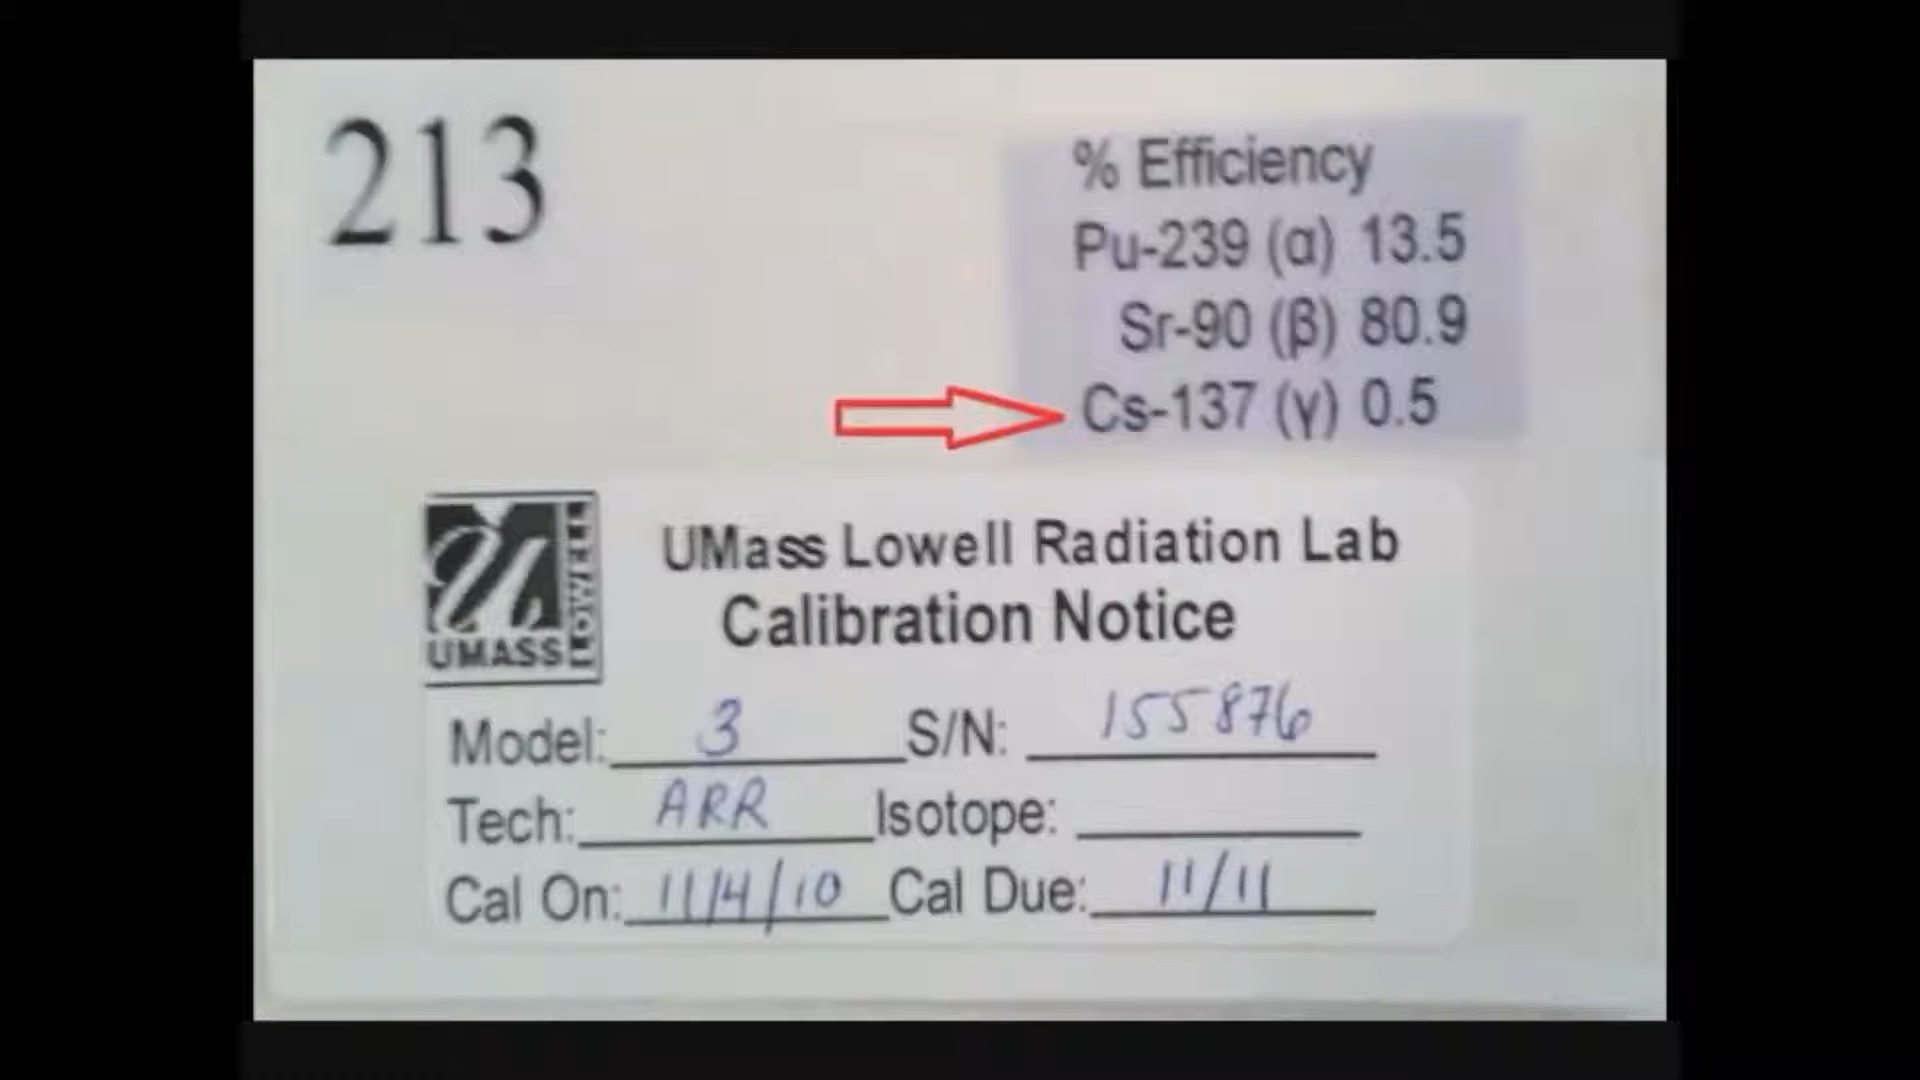 213
% Efficiency
Pu-239 (α) 13.5
Sr-90 (β) 80.9
Cs-137 (γ) 0.5
UMASS LOWELL
UMass Lowell Radiation Lab
Calibration Notice
Model: 3 S/N: 155876
Tech: ARR Isotope:
Cal On: 11/4/10 Cal Due: 11/11